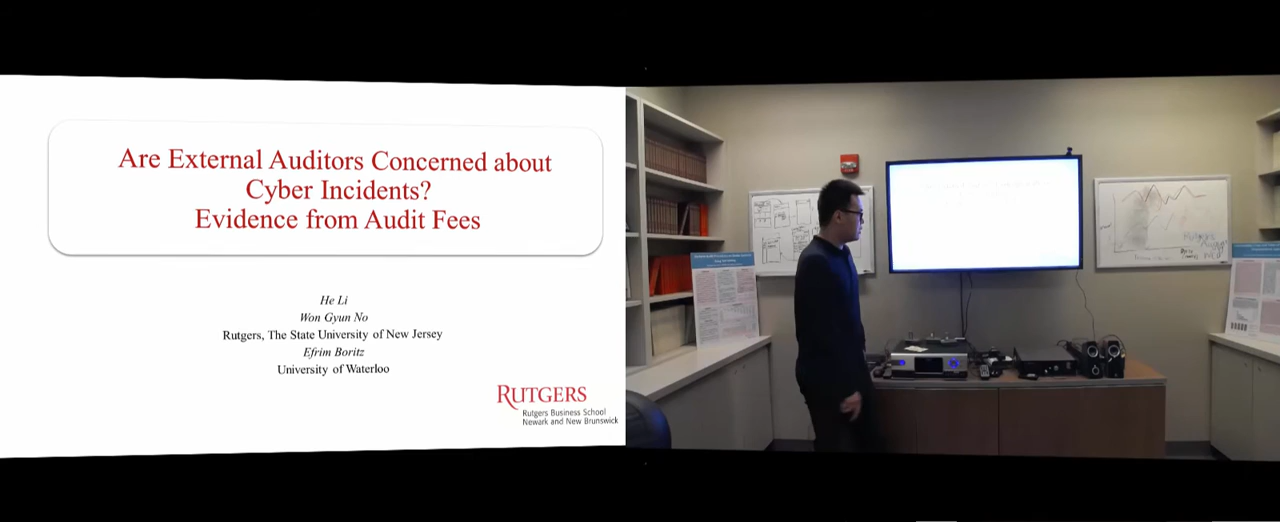 Are External Auditors Concerned about
Cyber Incidents?
Evidence from Audit Fees
He Li
Won Gyun No
Rutgers, The State University of New Jersey
Efrim Boritz
University of Waterloo
RUTGERS
Rutgers Business School
Newark and New Brunswick